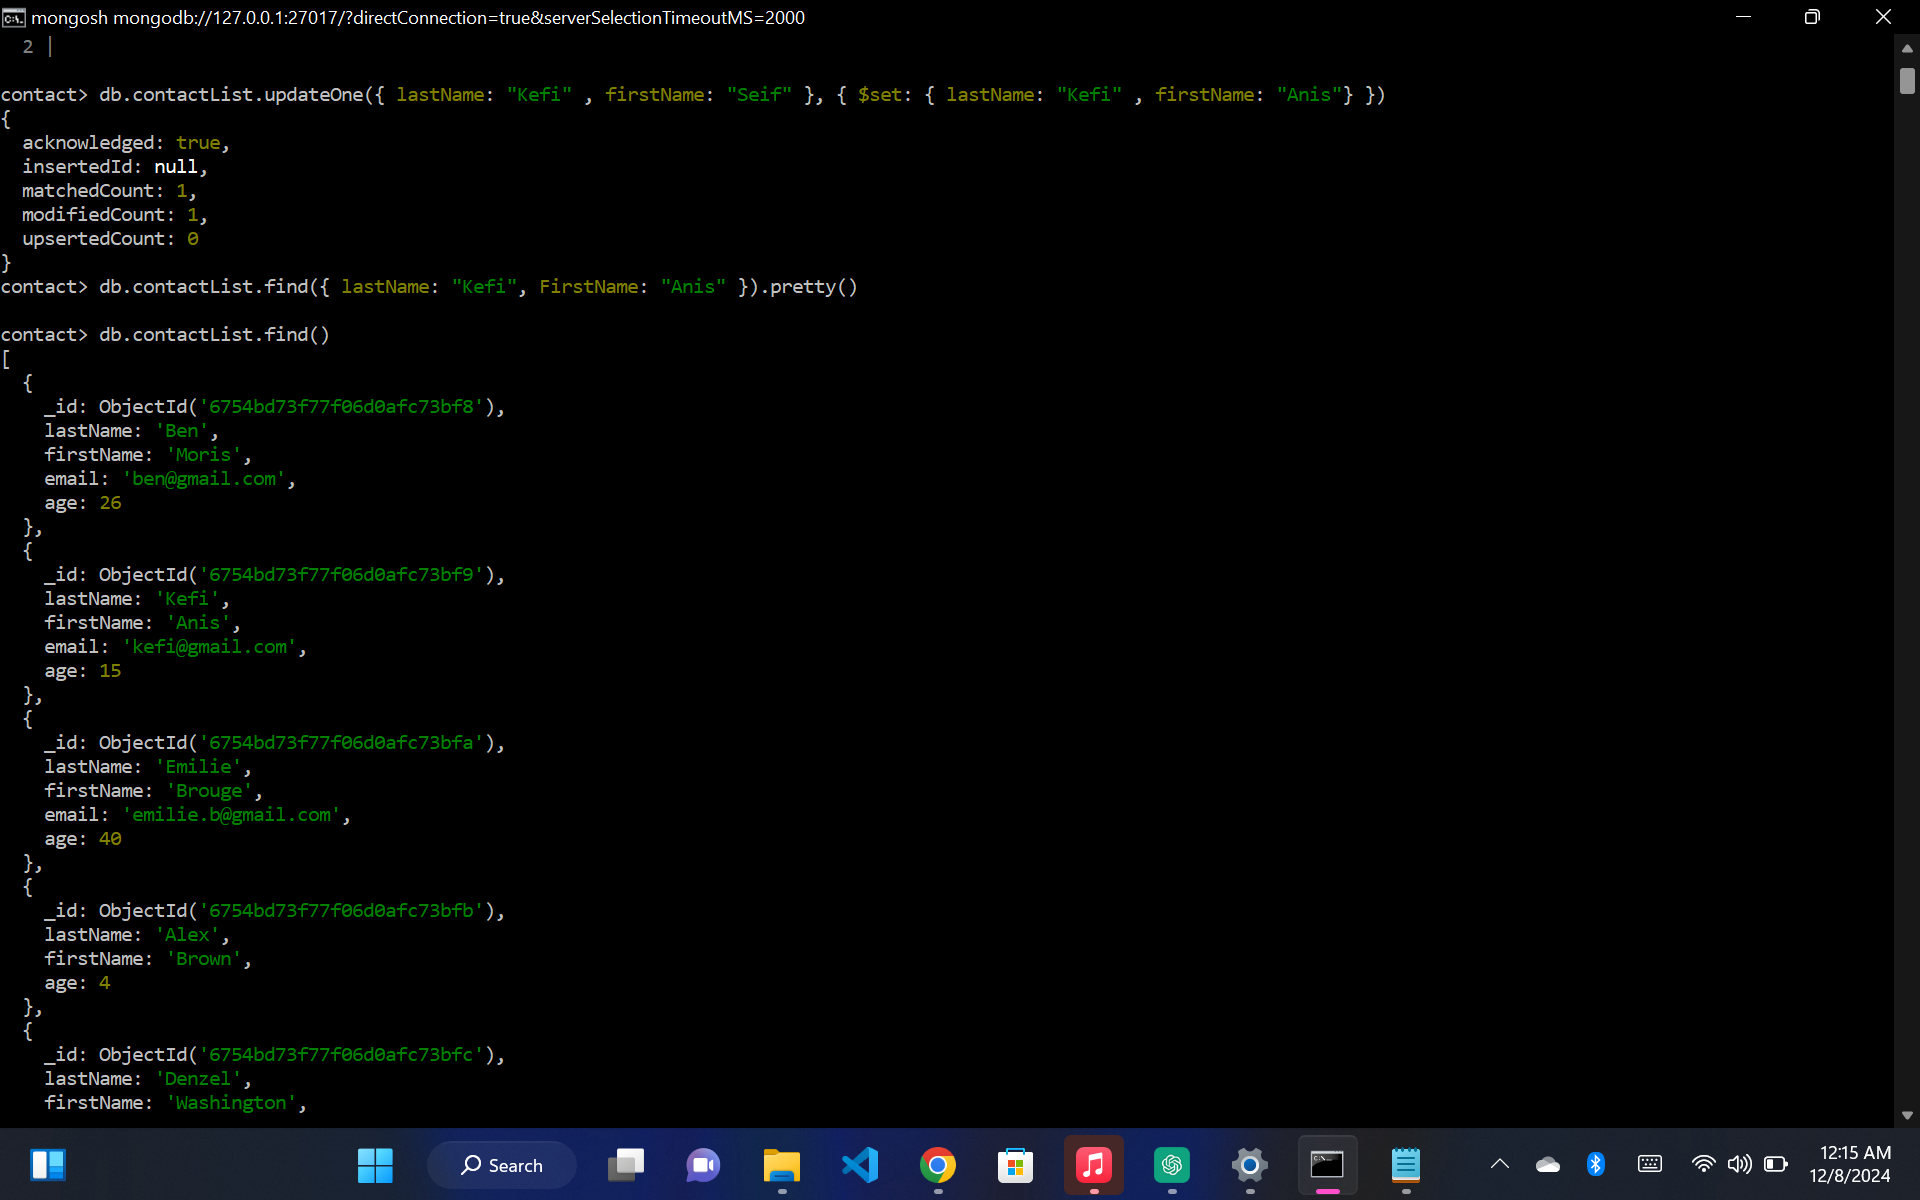 mongosh mongodb://127.0.0.1:27017/?directConnection=true&serverSelectionTimeoutMS=2000
2
contact> db.contactList.updateOne({ lastName: "Kefi" , firstName: "Seif" }, { $set: { lastName: "Kefi" , firstName: "Anis"} })
{
  acknowledged: true,
  insertedId: null,
  matchedCount: 1,
  modifiedCount: 1,
  upsertedCount: 0
}
contact> db.contactList.find({ lastName: "Kefi", FirstName: "Anis" }).pretty()
contact> db.contactList.find()
[
  {
    _id: ObjectId('6754bd73f77f06d0afc73bf8'),
    lastName: 'Ben',
    firstName: 'Moris',
    email: 'ben@gmail.com',
    age: 26
  },
  {
    _id: ObjectId('6754bd73f77f06d0afc73bf9'),
    lastName: 'Kefi',
    firstName: 'Anis',
    email: 'kefi@gmail.com',
    age: 15
  },
  {
    _id: ObjectId('6754bd73f77f06d0afc73bfa'),
    lastName: 'Emilie',
    firstName: 'Brouge',
    email: 'emilie.b@gmail.com',
    age: 40
  },
  {
    _id: ObjectId('6754bd73f77f06d0afc73bfb'),
    lastName: 'Alex',
    firstName: 'Brown',
    age: 4
  },
  {
    _id: ObjectId('6754bd73f77f06d0afc73bfc'),
    lastName: 'Denzel',
    firstName: 'Washington',
Search
12:15 AM
12/8/2024